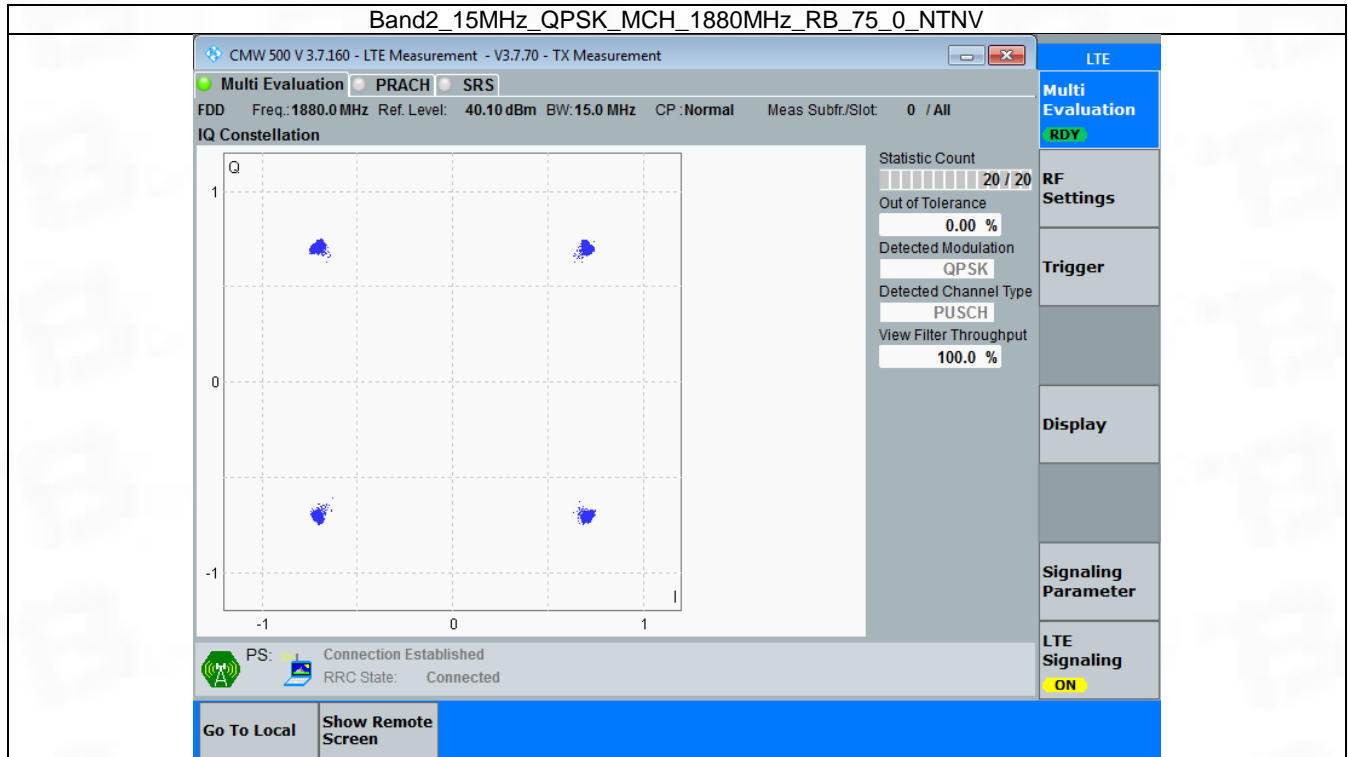 Band2_15MHz_QPSK_MCH_1880MHz_RB_75_0_NTNV
CMW 500 V 3.7.160 - LTE Measurement - V3.7.70 - TX Measurement
LTE
Multi Evaluation PRACH SRS
FDD Freq.:1880.0 MHz Ref. Level: 40.10 dBm BW:15.0 MHz CP :Normal Meas Subfr./Slot: 0 / All
IQ Constellation
Q
1
0
-1
-1 0 1
I
Statistic Count
20 / 20
Out of Tolerance
0.00 %
Detected Modulation
QPSK
Detected Channel Type
PUSCH
View Filter Throughput
100.0 %
Multi
Evaluation
RDY
RF
Settings
Trigger
Display
Signaling
Parameter
LTE
Signaling
ON
PS: Connection Established
RRC State: Connected
Go To Local
Show Remote
Screen